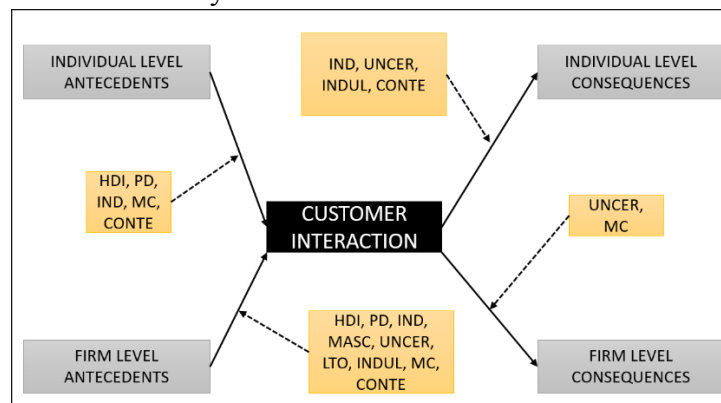 INDIVIDUAL LEVEL
ANTECEDENTS
IND, UNCER,
INDUL, CONTE
INDIVIDUAL LEVEL
CONSEQUENCES
HDI, PD,
IND, MC,
CONTE
CUSTOMER
INTERACTION
UNCER,
MC
HDI, PD, IND,
MASC, UNCER,
LTO, INDUL, MC,
CONTE
FIRM LEVEL
ANTECEDENTS
FIRM LEVEL
CONSEQUENCES